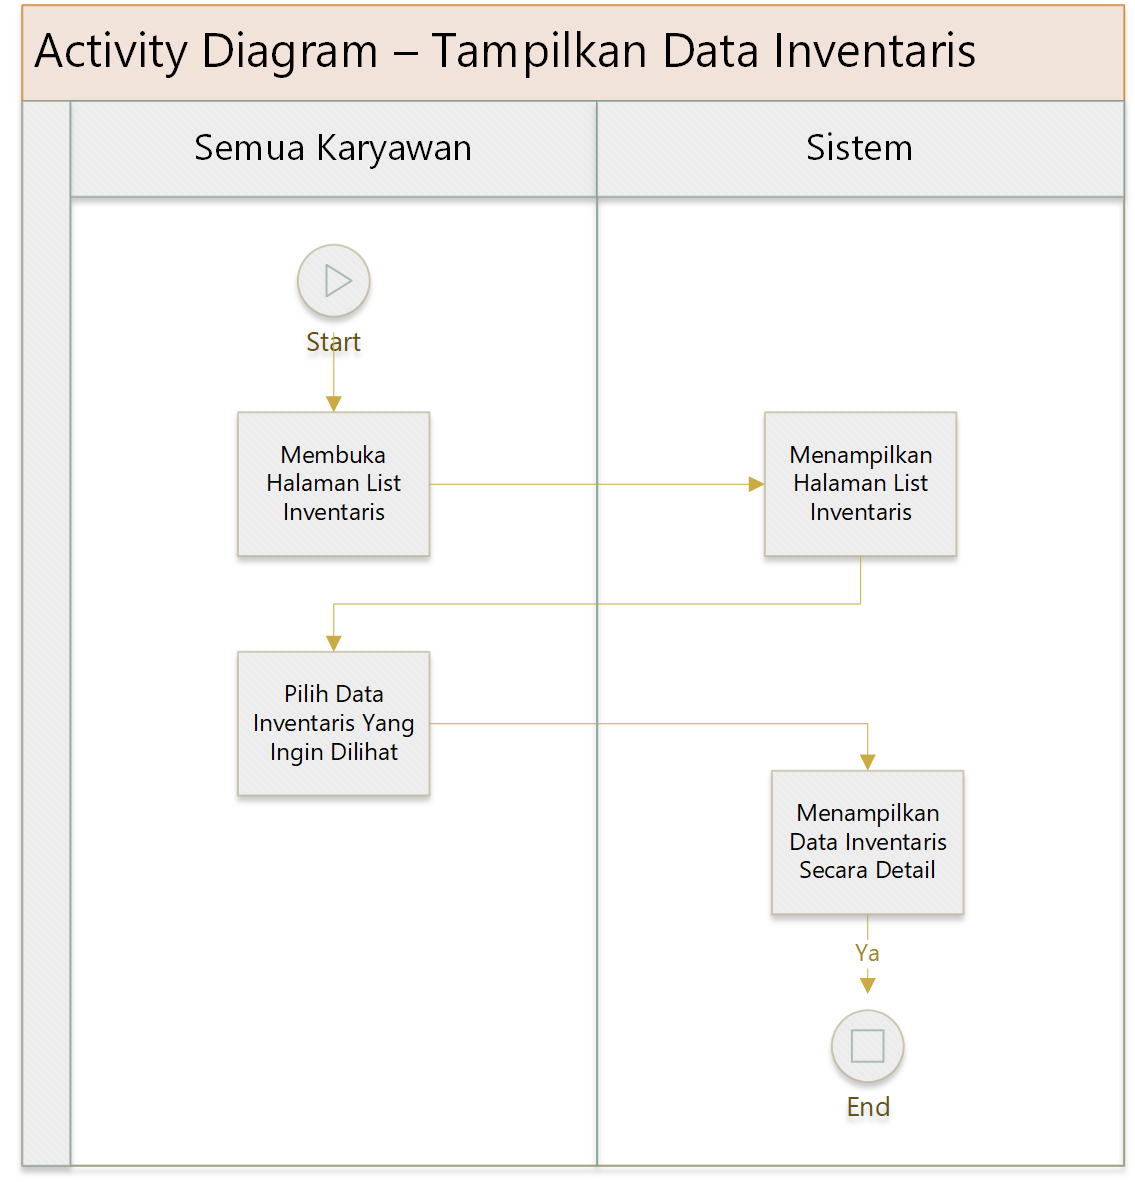 Activity Diagram – Tampilkan Data Inventaris
Semua Karyawan
Sistem
Start
Membuka
Halaman List
Inventaris
Menampilkan
Halaman List
Inventaris
Pilih Data
Inventaris Yang
Ingin Dilihat
Menampilkan
Data Inventaris
Secara Detail
Ya
End